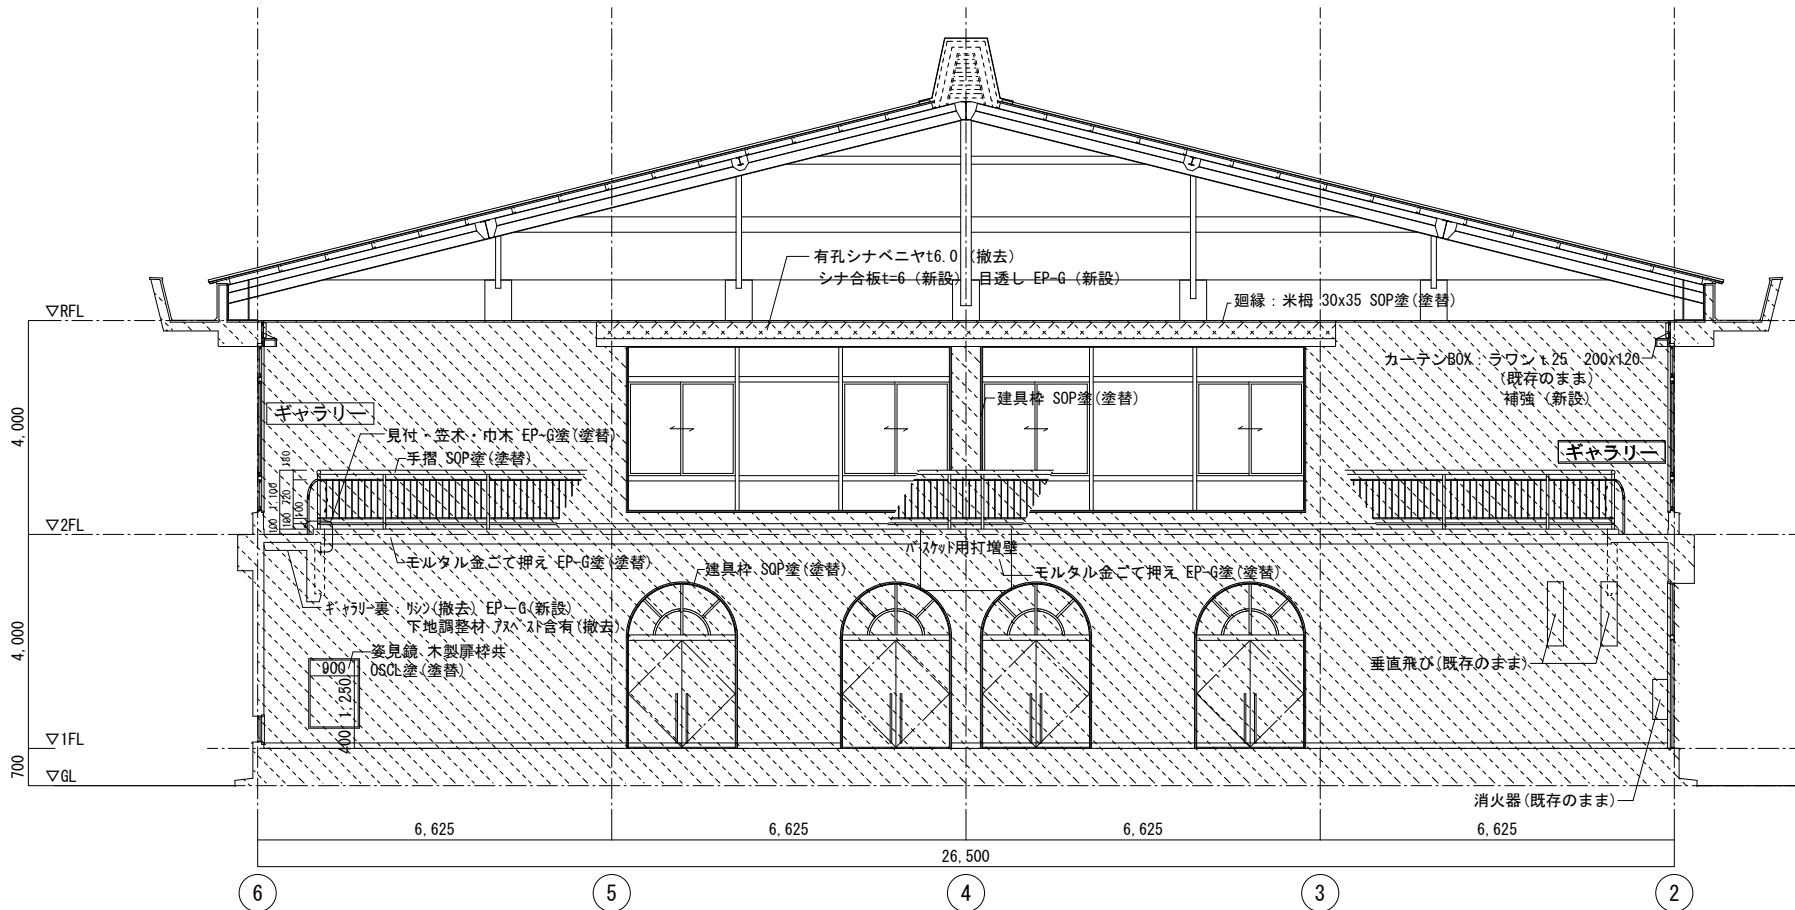 有孔シナベニヤt6.0 (撤去)
シナ合板t=6 (新設) 目透し EP-G (新設)
廻縁：米栂 30x35 SOP塗(塗替)
▽RFL
カーテンBOX：ラワンt25 200x120
(既存のまま)
補強 (新設)
建具枠 SOP塗(塗替)
ギャラリー
見付・笠木・巾木 EP-G塗(塗替)
手摺 SOP塗(塗替)
ギャラリー
4,000
180
1,100
720
100
100
100
▽2FL
バスケット用打増壁
モルタル金ごて押え EP-G塗(塗替)
建具枠 SOP塗(塗替)
モルタル金ごて押え EP-G塗(塗替)
ギャラリー裏：リシン(撤去) EP-G(新設)
下地調整材 アスベスト含有(撤去)
4,000
姿見鏡 木製扉枠共
OSCL塗(塗替)
900
1,250
400
垂直飛び(既存のまま)
▽1FL
700
▽GL
消火器(既存のまま)
6,625
6,625
6,625
6,625
26,500
6
5
4
3
2